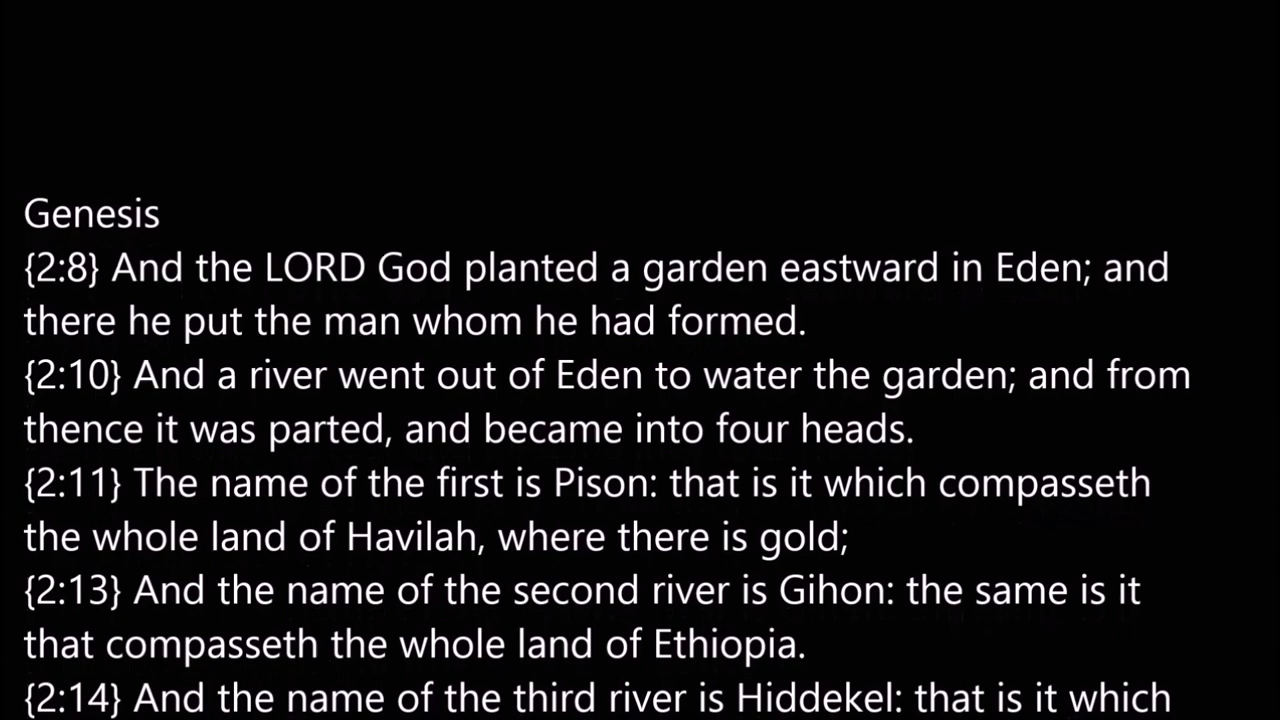 Genesis
{2:8} And the LORD God planted a garden eastward in Eden; and
there he put the man whom he had formed.
{2:10} And a river went out of Eden to water the garden; and from
thence it was parted, and became into four heads.
{2:11} The name of the first is Pison: that is it which compasseth
the whole land of Havilah, where there is gold;
{2:13} And the name of the second river is Gihon: the same is it
that compasseth the whole land of Ethiopia.
{2:14} And the name of the third river is Hiddekel: that is it which